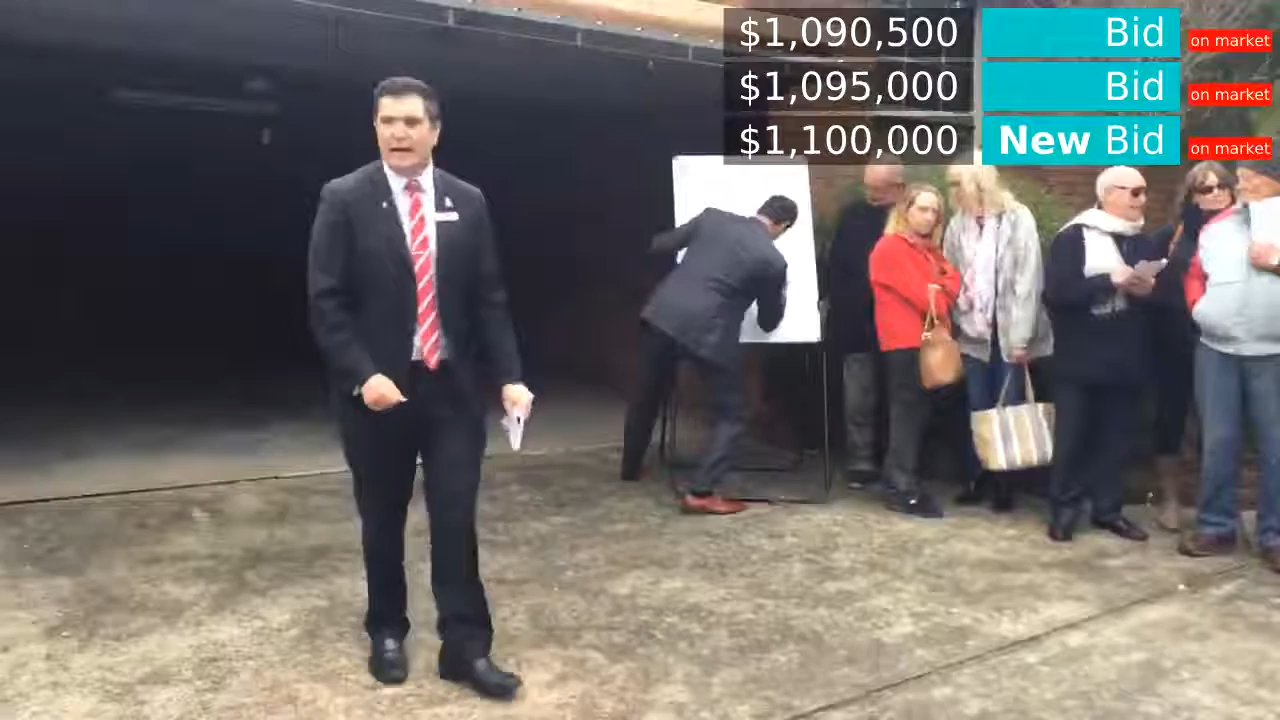 $1,090,500 Bid on market
$1,095,000 Bid on market
$1,100,000 New Bid on market